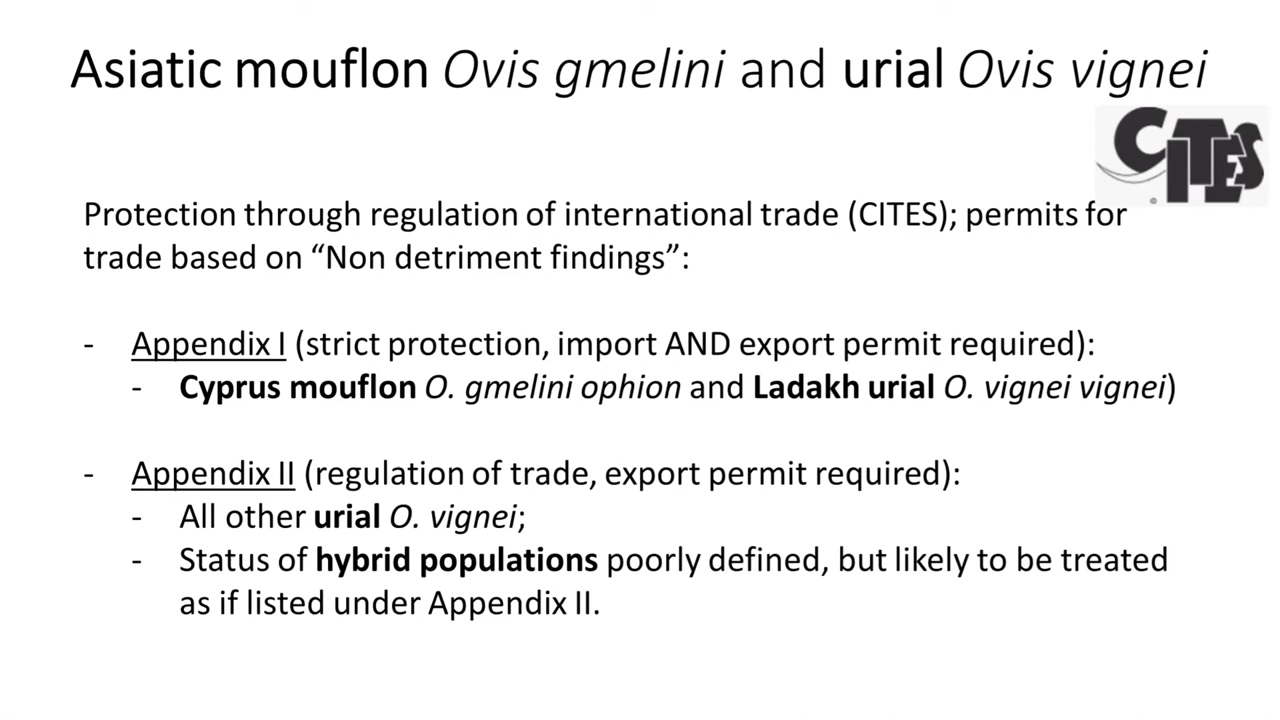 Asiatic mouflon Ovis gmelini and urial Ovis vignei
CITES
Protection through regulation of international trade (CITES); permits for
trade based on “Non detriment findings”:
- Appendix I (strict protection, import AND export permit required):
- Cyprus mouflon O. gmelini ophion and Ladakh urial O. vignei vignei)
- Appendix II (regulation of trade, export permit required):
- All other urial O. vignei;
- Status of hybrid populations poorly defined, but likely to be treated
as if listed under Appendix II.